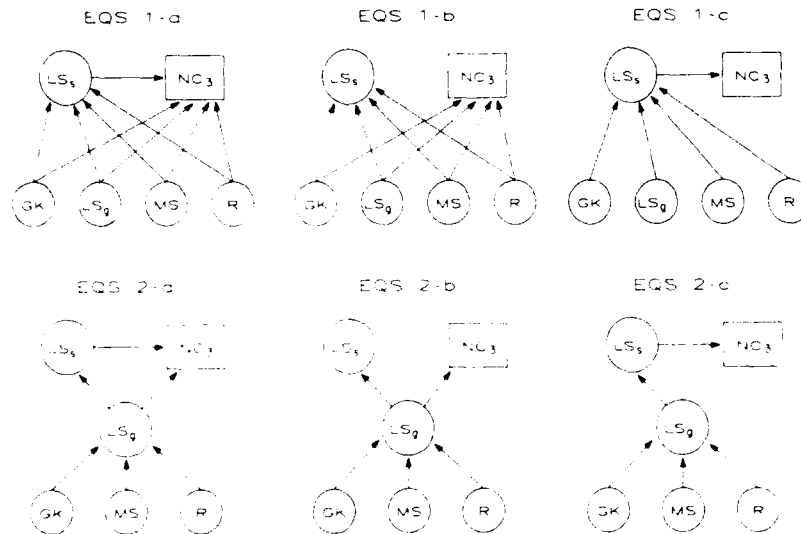 EQS 1-a EQS 1-b EQS 1-c
LSs NC3 LSs NC3 LSs NC3
GK LSg MS R GK LSg MS R GK LSg MS R
EQS 2-a EQS 2-b EQS 2-c
LSs NC3 LSs NC3 LSs NC3
LSg LSg LSg
GK MS R GK MS R GK MS R